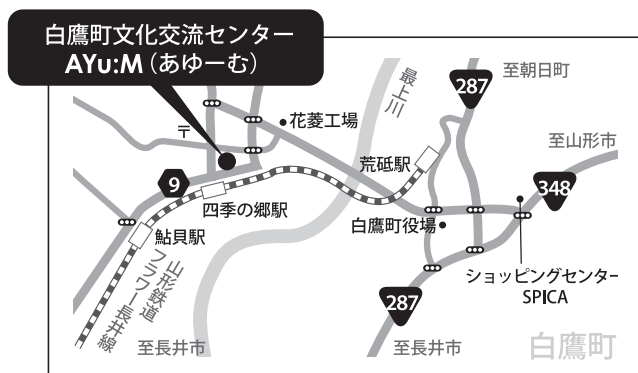 白鷹町文化交流センター
AYu:M（あゆーむ）
最上川
287
至朝日町
〒
花菱工場
至山形市
荒砥駅
9
348
四季の郷駅
白鷹町役場
鮎貝駅
ショッピングセンター
SPICA
山形鉄道
フラワー長井線
287
至長井市
至長井市
白鷹町